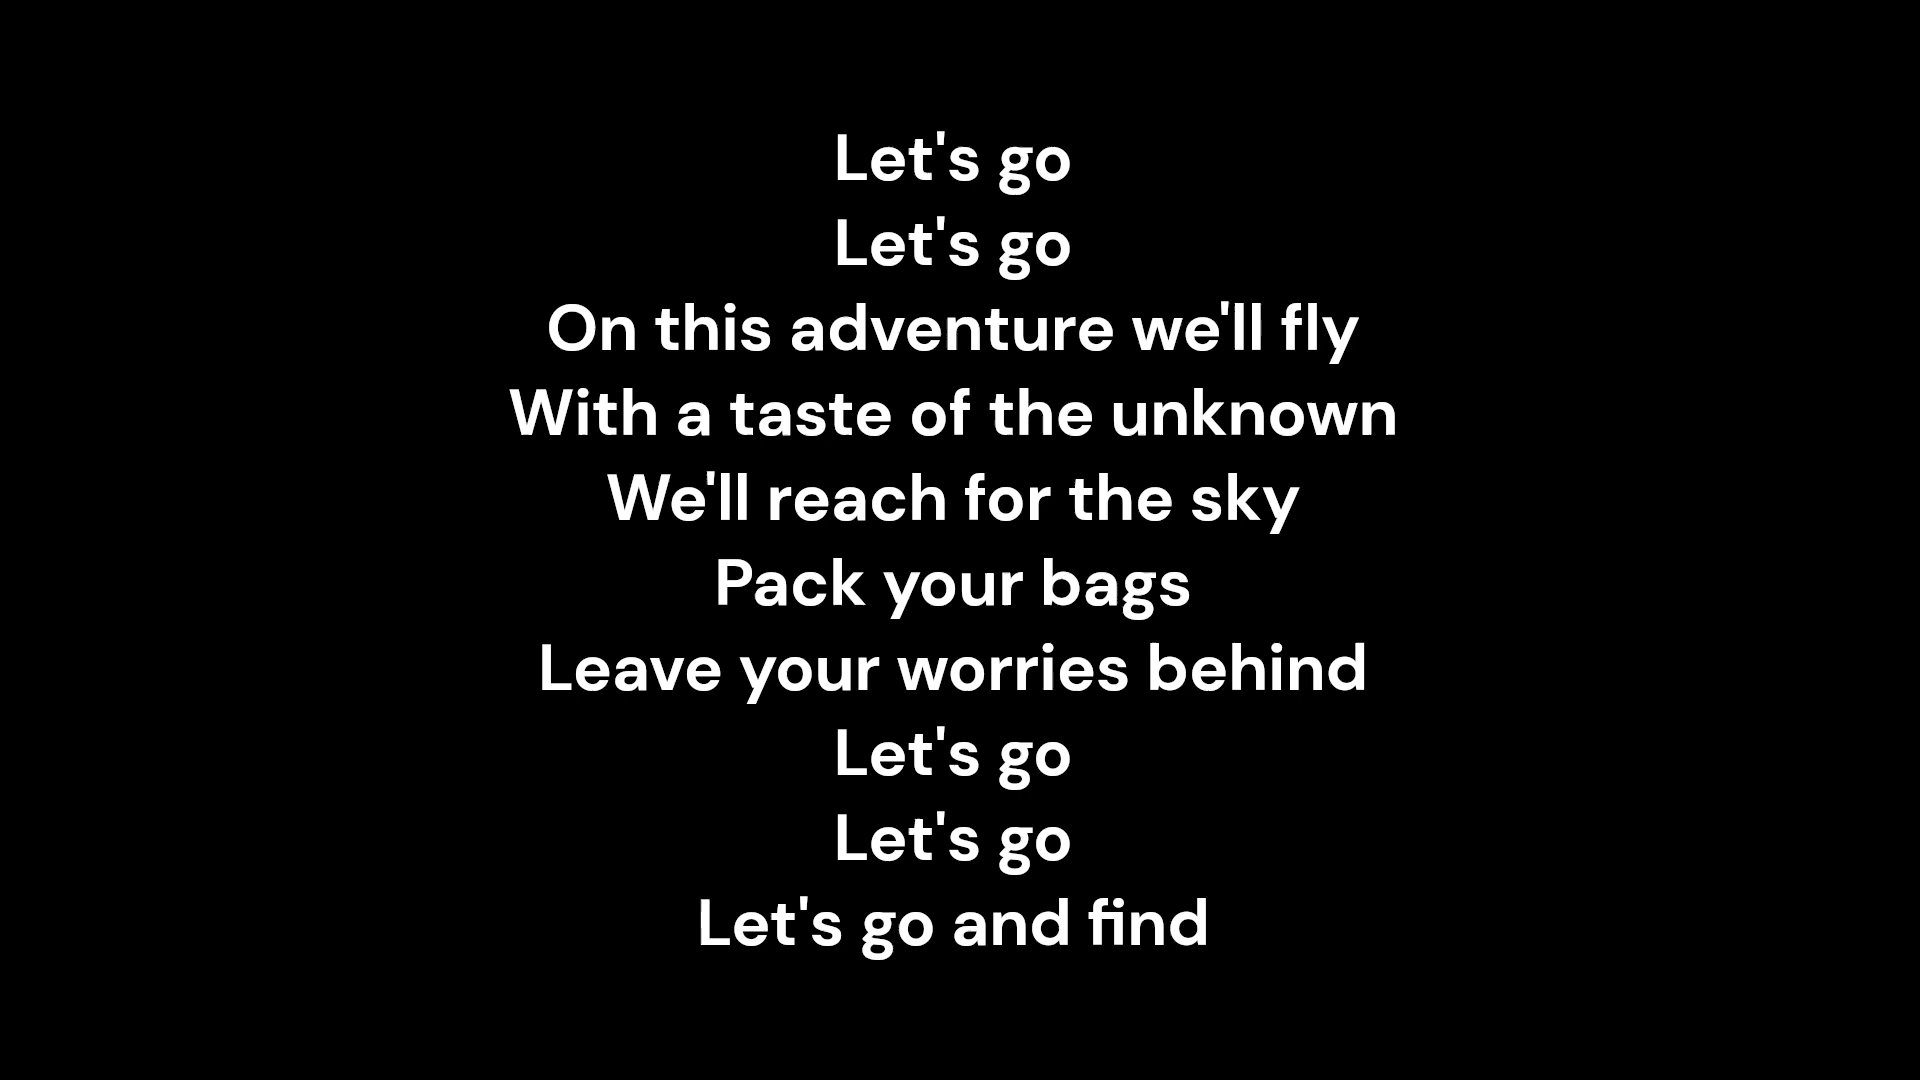 Let's go
Let's go
On this adventure we'll fly
With a taste of the unknown
We'll reach for the sky
Pack your bags
Leave your worries behind
Let's go
Let's go
Let's go and find